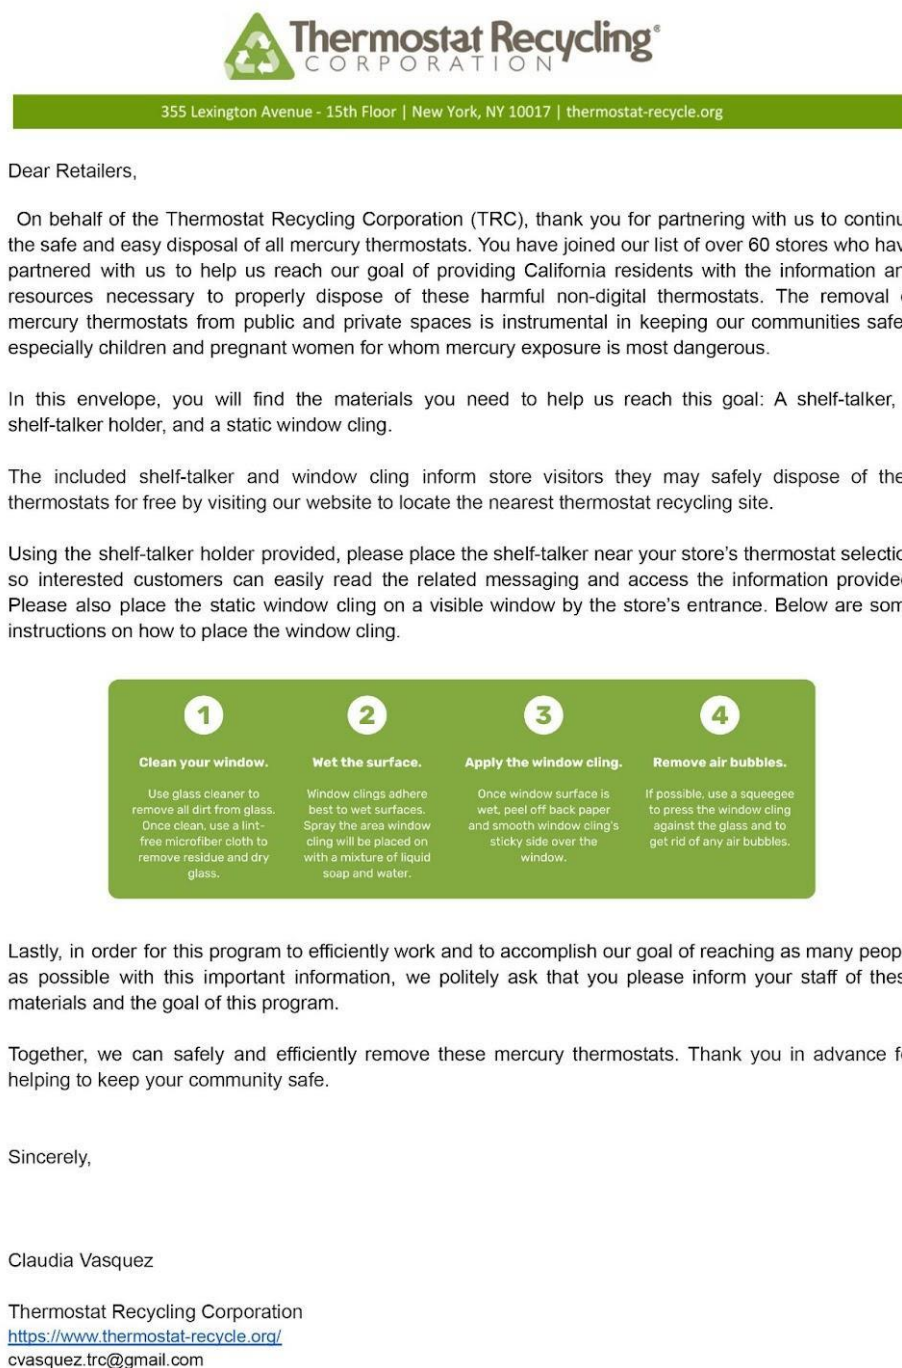 Thermostat Recycling®
CORPORATION
355 Lexington Avenue - 15th Floor | New York, NY 10017 | thermostat-recycle.org
Dear Retailers,
On behalf of the Thermostat Recycling Corporation (TRC), thank you for partnering with us to continu
the safe and easy disposal of all mercury thermostats. You have joined our list of over 60 stores who hav
partnered with us to help us reach our goal of providing California residents with the information an
resources necessary to properly dispose of these harmful non-digital thermostats. The removal
mercury thermostats from public and private spaces is instrumental in keeping our communities safe
especially children and pregnant women for whom mercury exposure is most dangerous.
In this envelope, you will find the materials you need to help us reach this goal: A shelf-talker,
shelf-talker holder, and a static window cling.
The included shelf-talker and window cling inform store visitors they may safely dispose of the
thermostats for free by visiting our website to locate the nearest thermostat recycling site.
Using the shelf-talker holder provided, please place the shelf-talker near your store's thermostat selectio
so interested customers can easily read the related messaging and access the information provide
Please also place the static window cling on a visible window by the store's entrance. Below are som
instructions on how to place the window cling.
1
Clean your window.
Use glass cleaner to
remove all dirt from glass.
Once clean, use a lint-
free microfiber cloth to
remove residue and dry
glass.
2
Wet the surface.
Window clings adhere
best to wet surfaces.
Spray the area window
cling will be placed on
with a mixture of liquid
soap and water.
3
Apply the window cling.
Once window surface is
wet, peel off back paper
and smooth window cling's
sticky side over the
window.
4
Remove air bubbles.
If possible, use a squeegee
to press the window cling
against the glass and to
get rid of any air bubbles.
Lastly, in order for this program to efficiently work and to accomplish our goal of reaching as many peop
as possible with this important information, we politely ask that you please inform your staff of thes
materials and the goal of this program.
Together, we can safely and efficiently remove these mercury thermostats. Thank you in advance f
helping to keep your community safe.
Sincerely,
Claudia Vasquez
Thermostat Recycling Corporation
https://www.thermostat-recycle.org/
cvasquez.trc@gmail.com